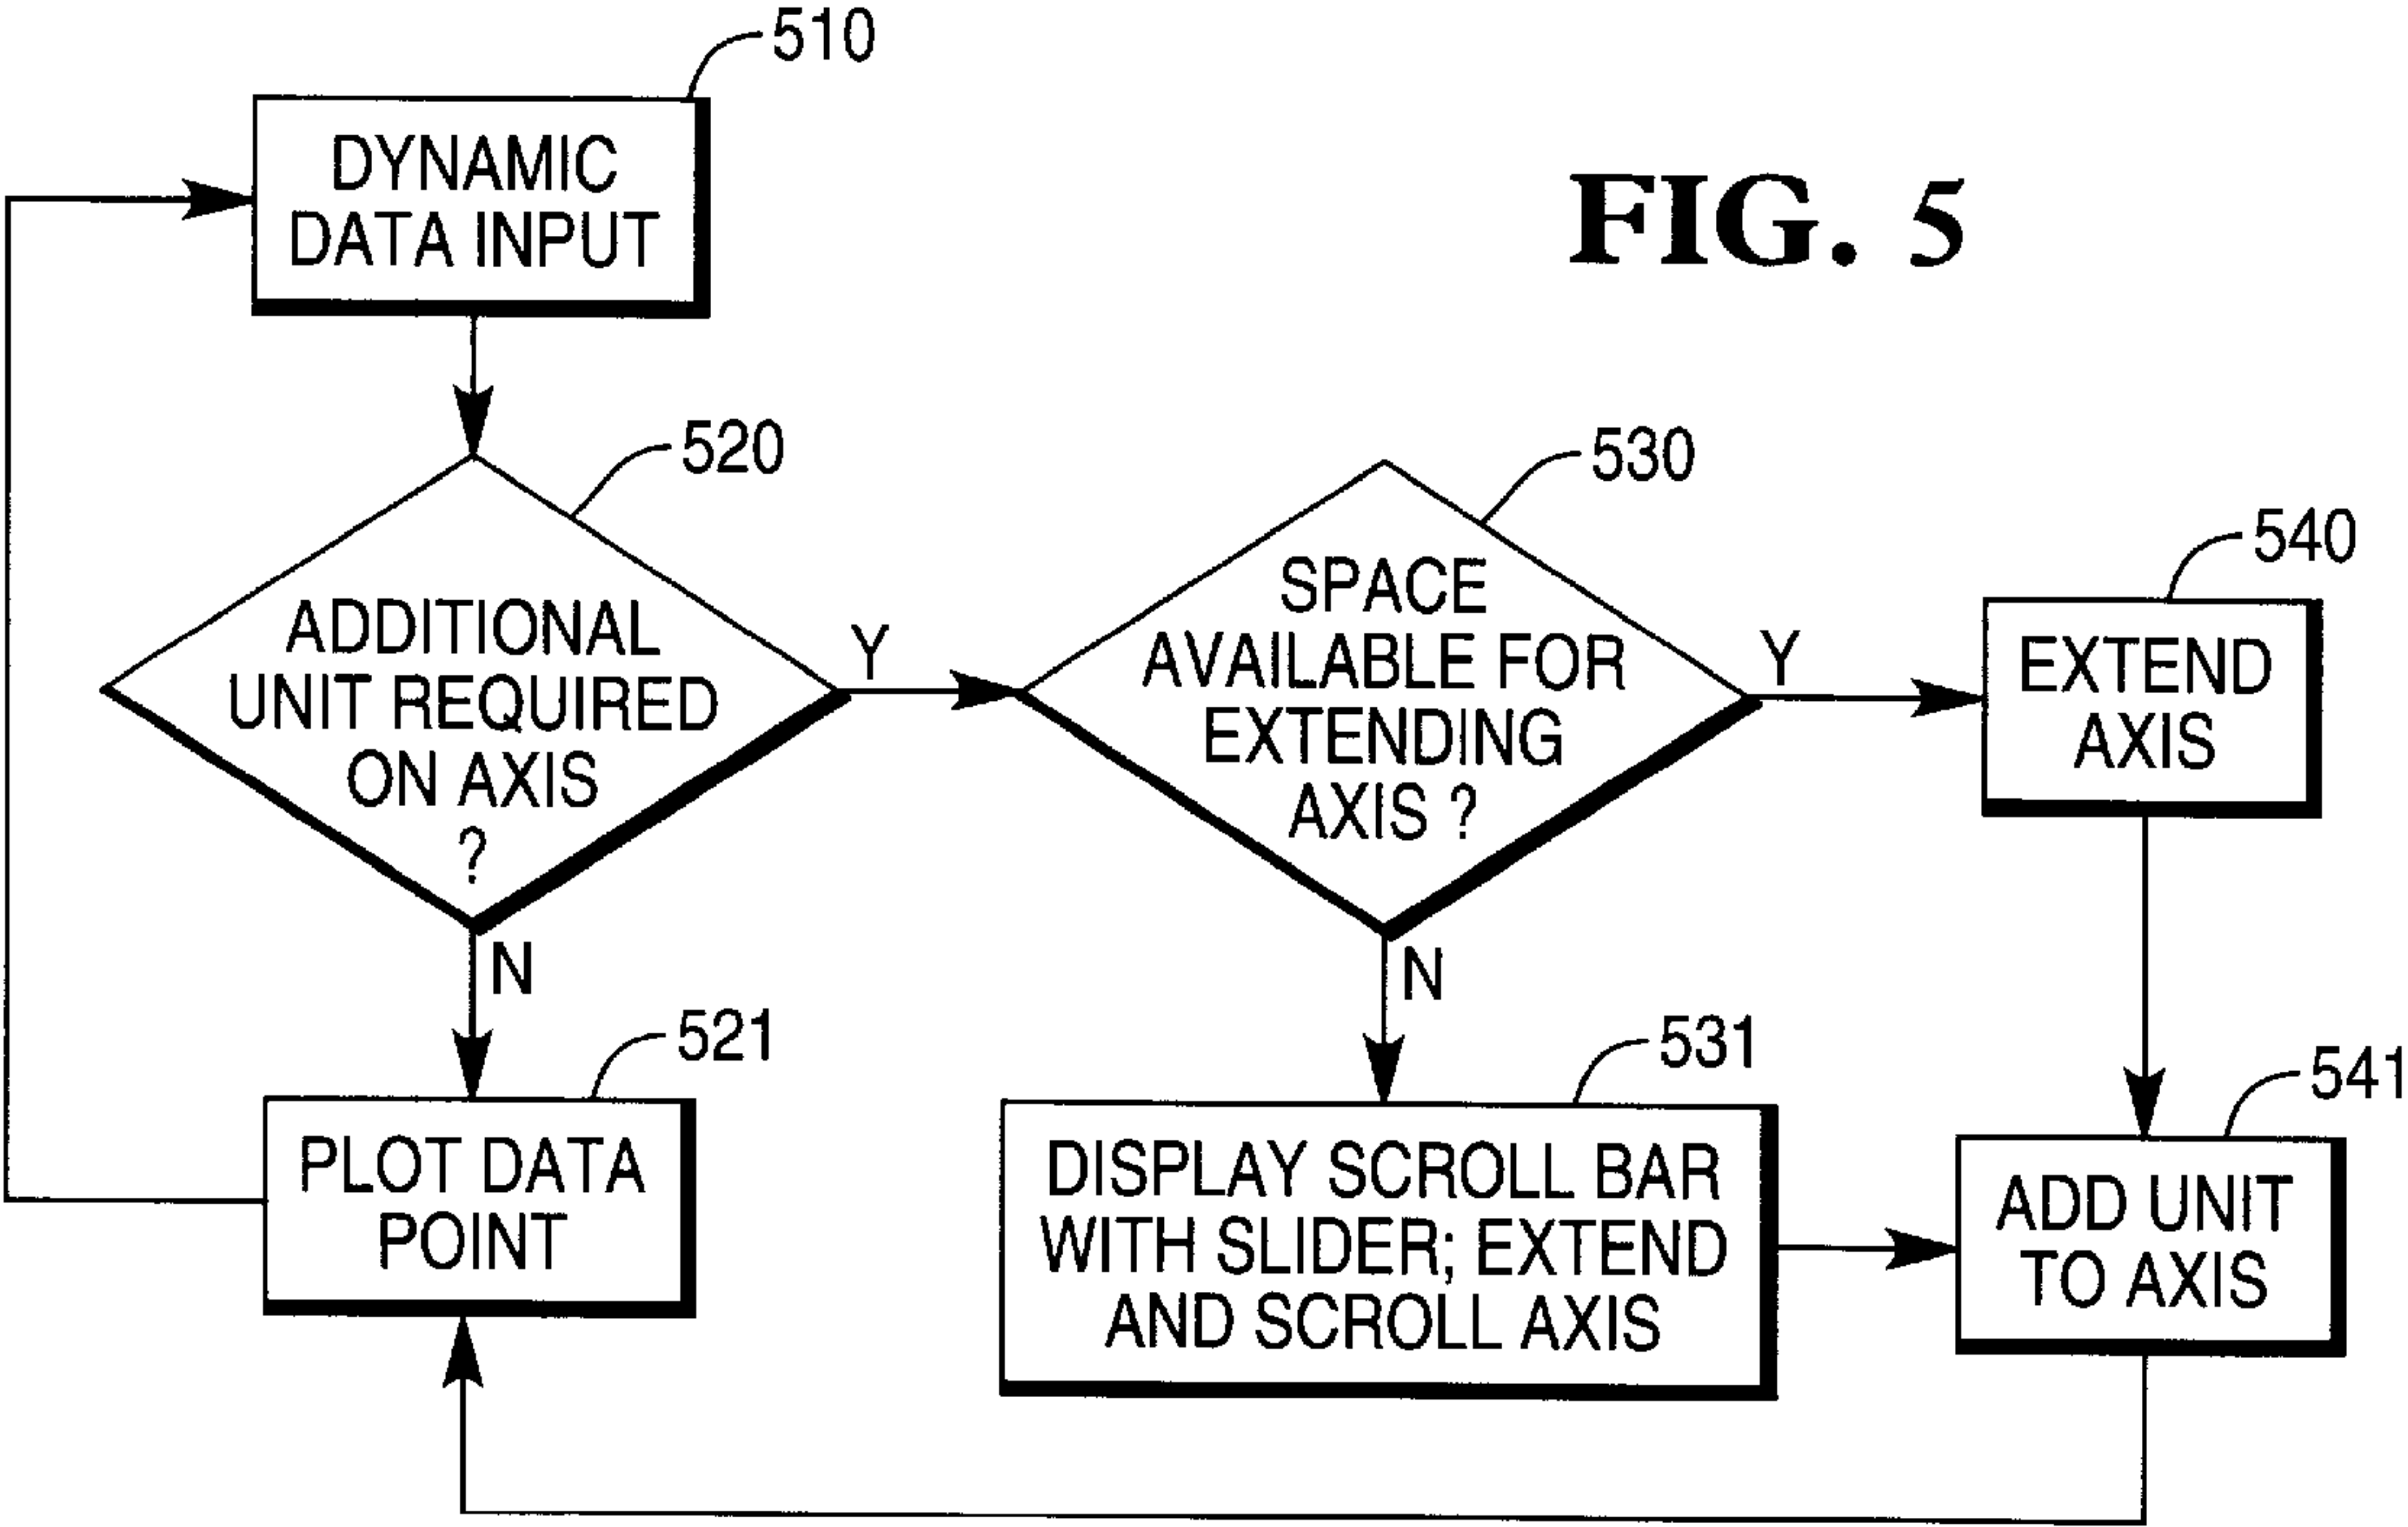 510
DYNAMIC
DATA INPUT
FIG. 5
520
ADDITIONAL
UNIT REQUIRED
ON AXIS
?
Y
N
530
SPACE
AVAILABLE FOR
EXTENDING
AXIS ?
Y
N
540
EXTEND
AXIS
521
PLOT DATA
POINT
531
DISPLAY SCROLL BAR
WITH SLIDER; EXTEND
AND SCROLL AXIS
541
ADD UNIT
TO AXIS